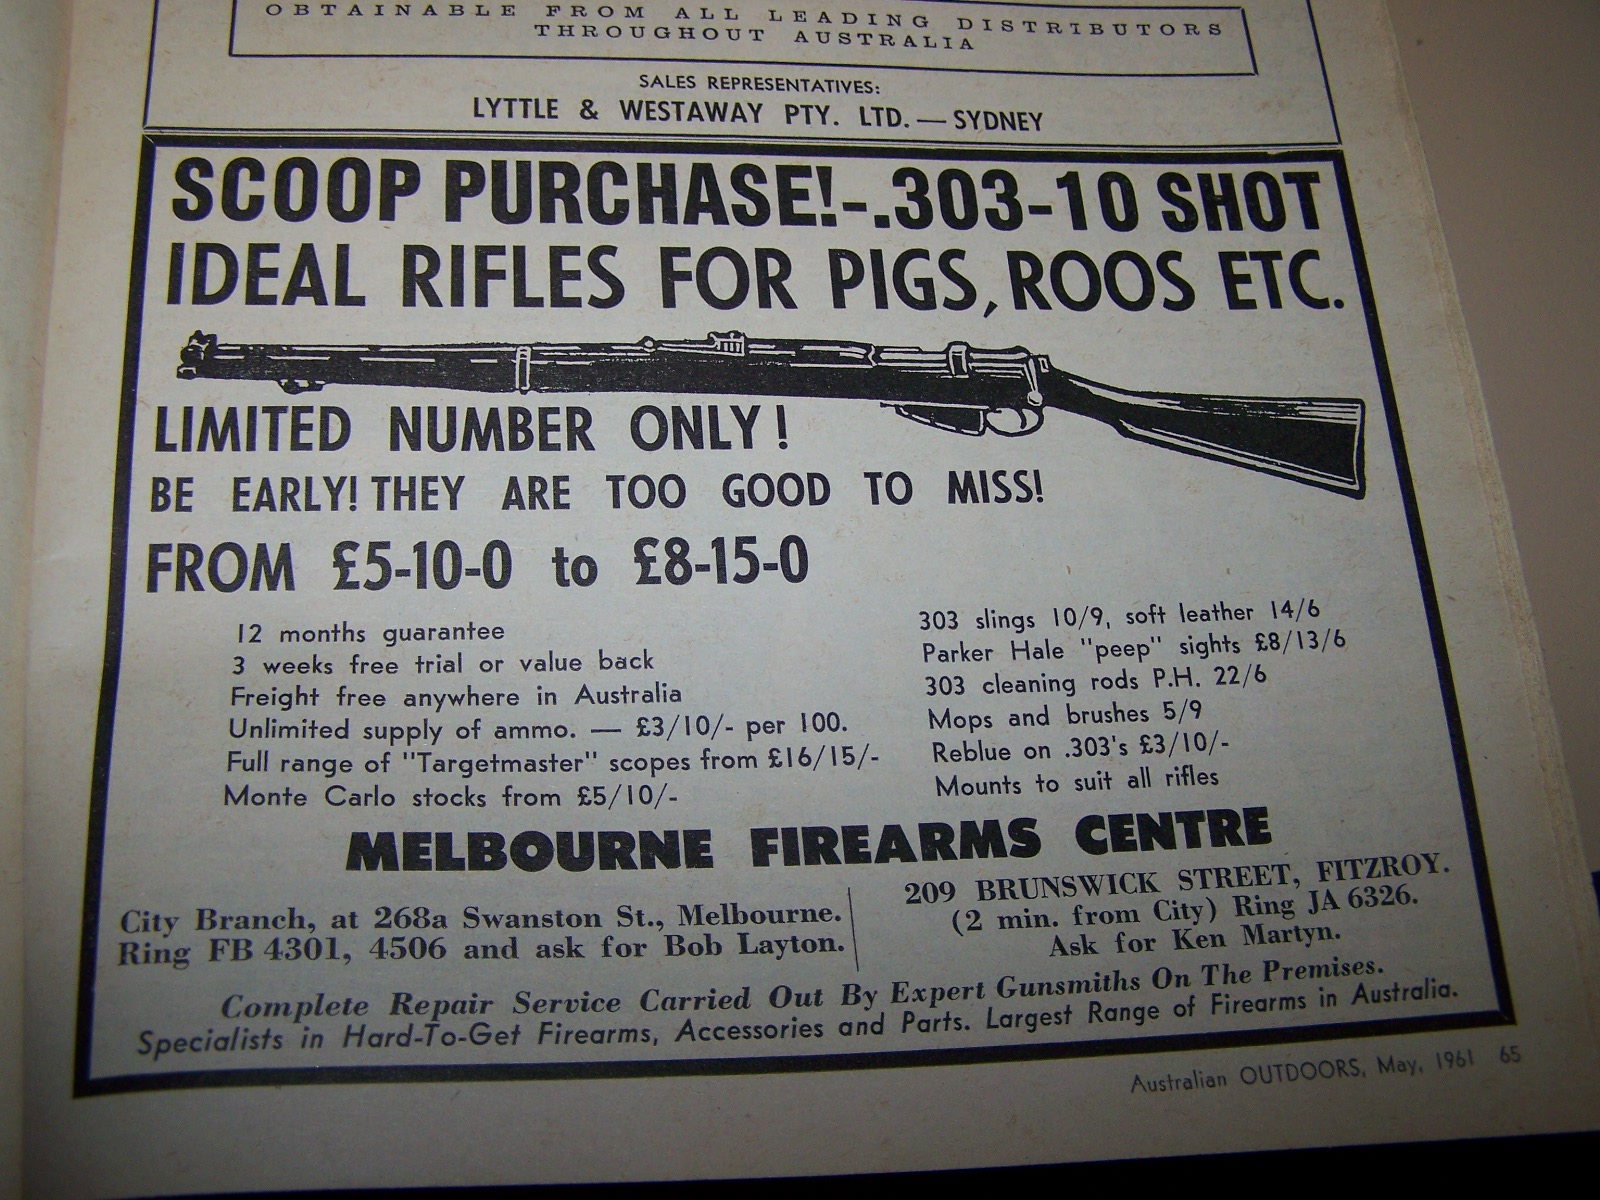 OBTAINABLE FROM ALL LEADING DISTRIBUTORS
THROUGHOUT AUSTRALIA
SALES REPRESENTATIVES:
LYTTLE & WESTAWAY PTY. LTD. — SYDNEY
SCOOP PURCHASE!-.303-10 SHOT
IDEAL RIFLES FOR PIGS, ROOS ETC.
LIMITED NUMBER ONLY!
BE EARLY! THEY ARE TOO GOOD TO MISS!
FROM £5-10-0 to £8-15-0
12 months guarantee
3 weeks free trial or value back
Freight free anywhere in Australia
Unlimited supply of ammo. — £3/10/- per 100.
Full range of "Targetmaster" scopes from £16/15/-
Monte Carlo stocks from £5/10/-
303 slings 10/9, soft leather 14/6
Parker Hale "peep" sights £8/13/6
303 cleaning rods P.H. 22/6
Mops and brushes 5/9
Reblue on .303's £3/10/-
Mounts to suit all rifles
MELBOURNE FIREARMS CENTRE
City Branch, at 268a Swanston St., Melbourne.
Ring FB 4301, 4506 and ask for Bob Layton.
209 BRUNSWICK STREET, FITZROY.
(2 min. from City) Ring JA 6326.
Ask for Ken Martyn.
Complete Repair Service Carried Out By Expert Gunsmiths On The Premises.
Specialists in Hard-To-Get Firearms, Accessories and Parts. Largest Range of Firearms in Australia.
Australian OUTDOORS, May, 1961 65